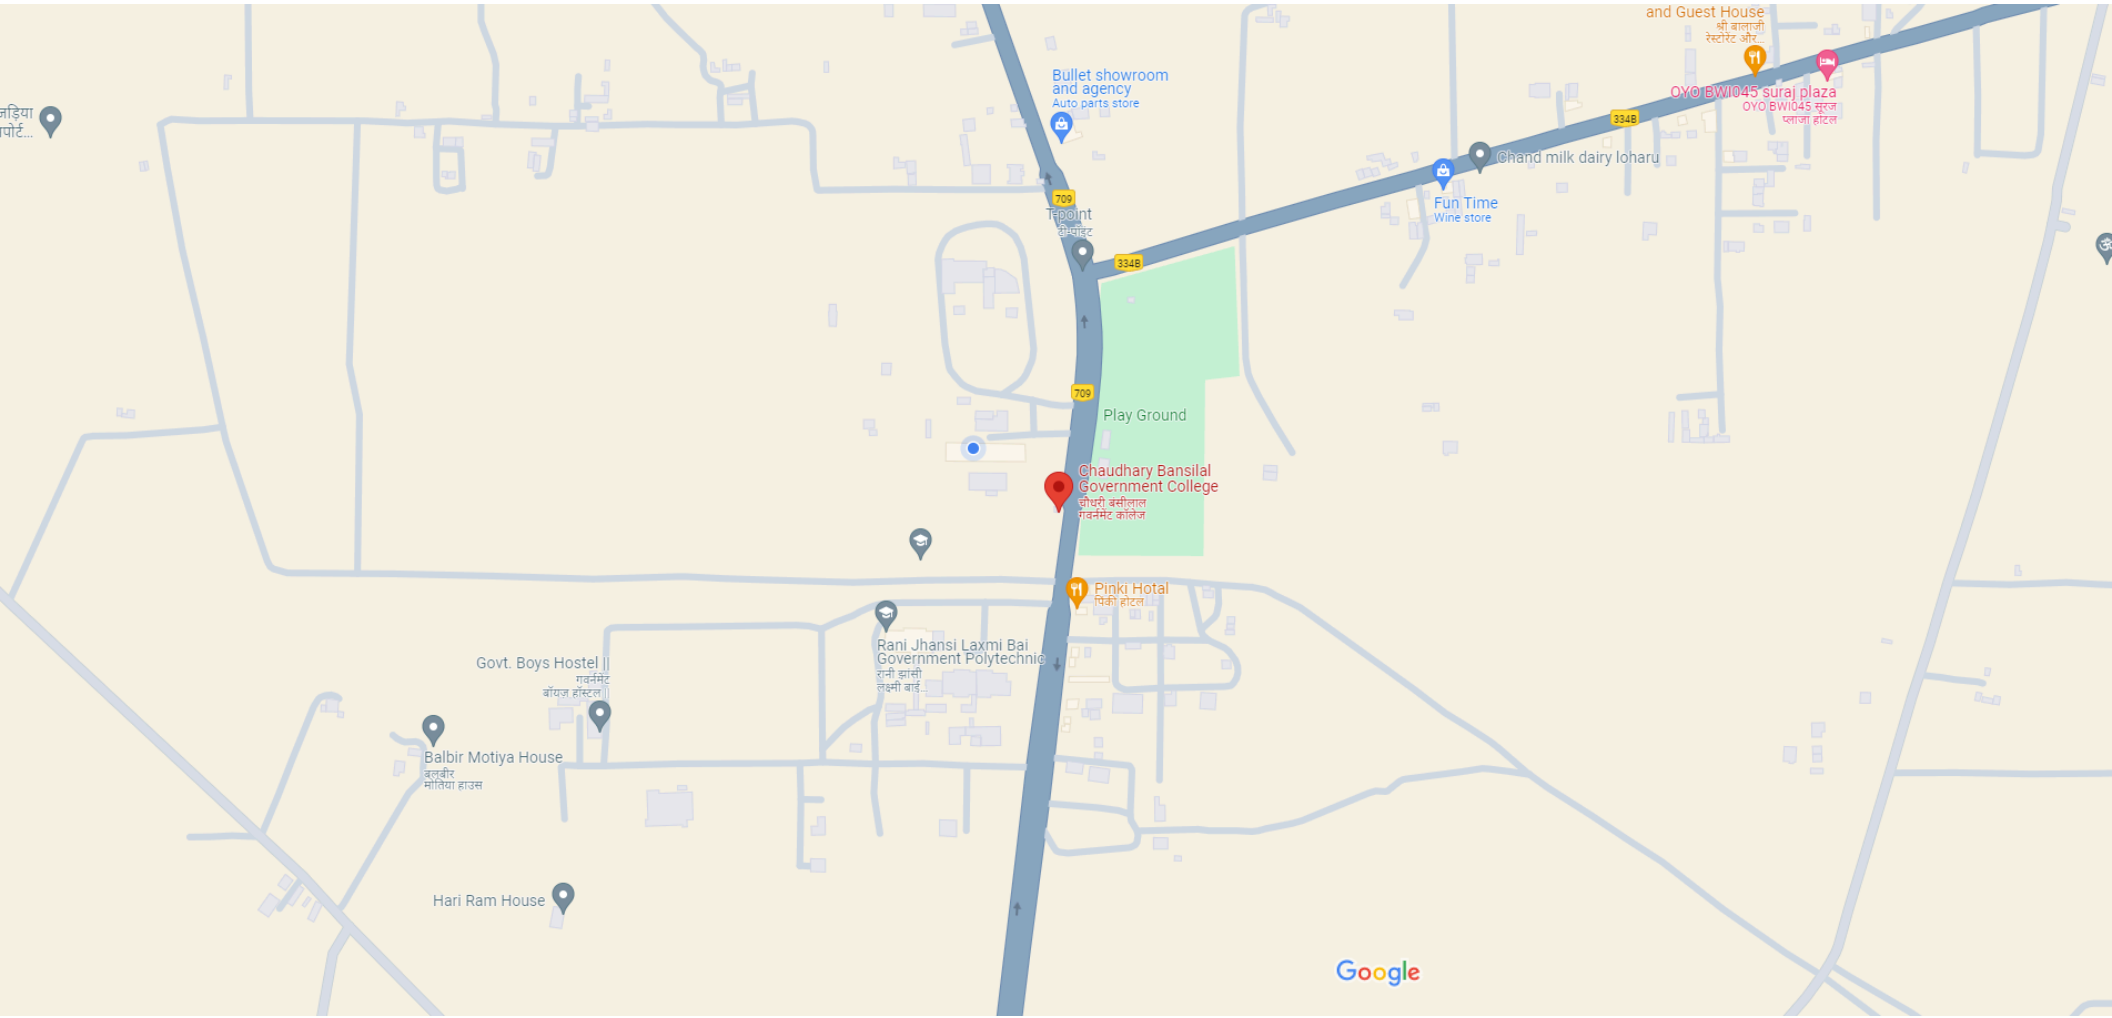 and Guest House
श्री बालाजी
रेस्टोरेंट और...
Bullet showroom
and agency
Auto parts store
OYO BWI045 suraj plaza
OYO BWI045 सूरज
प्लाजा होटल
334B
Chand milk dairy loharu
Fun Time
Wine store
709
T-point
टी-पॉइंट
334B
709
Play Ground
Chaudhary Bansilal
Government College
चौधरी बंसीलाल
गवर्नमेंट कॉलेज
Pinki Hotal
पिंकी होटल
Rani Jhansi Laxmi Bai
Government Polytechnic
रानी झांसी
लक्ष्मी बाई...
Govt. Boys Hostel ||
गवर्नमेंट
बॉयज हॉस्टल ||
Balbir Motiya House
बलबीर
मोतिया हाउस
Hari Ram House
Google